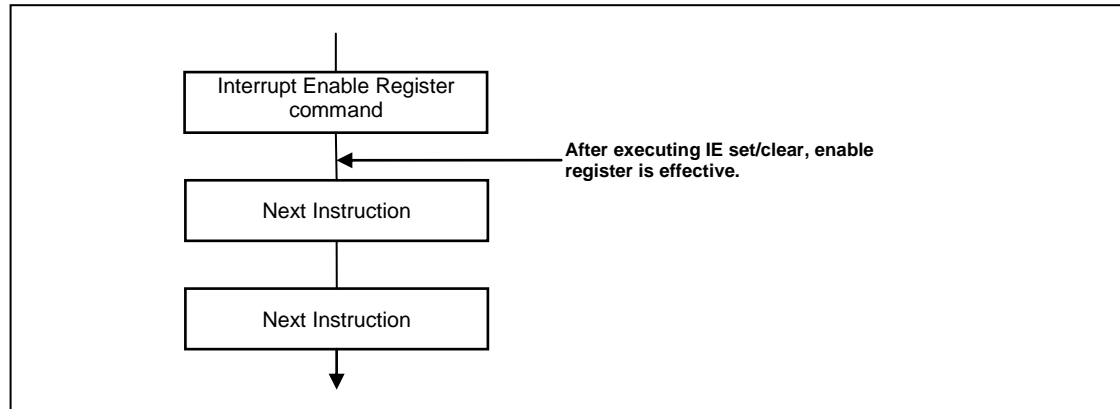 Interrupt Enable Register
command
After executing IE set/clear, enable
register is effective.
Next Instruction
Next Instruction